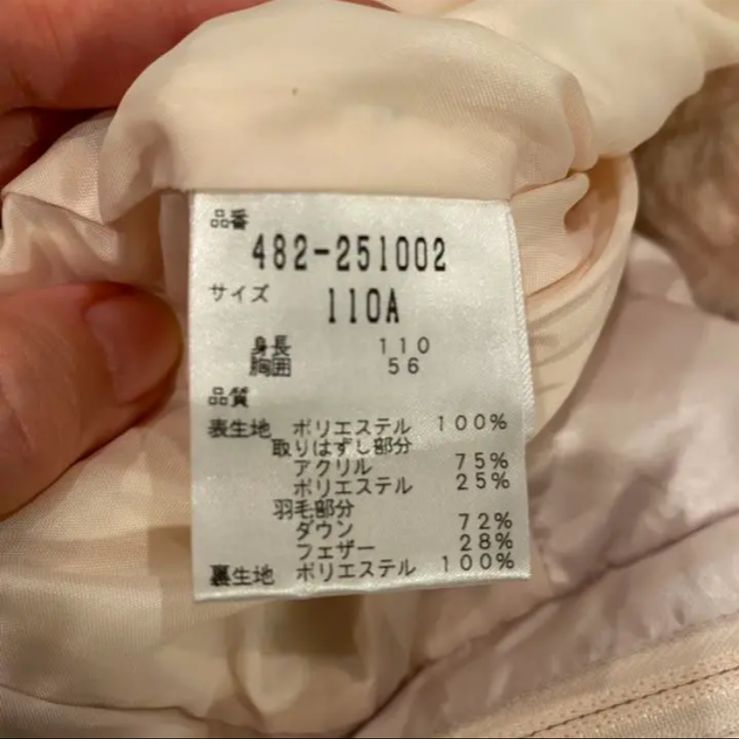 品番
482-251002
サイズ
110A
身長 110
胸囲 56
品質
表生地 ポリエステル 100%
取りはずし部分
アクリル 75%
ポリエステル 25%
羽毛部分
ダウン 72%
フェザー 28%
裏生地 ポリエステル 100%